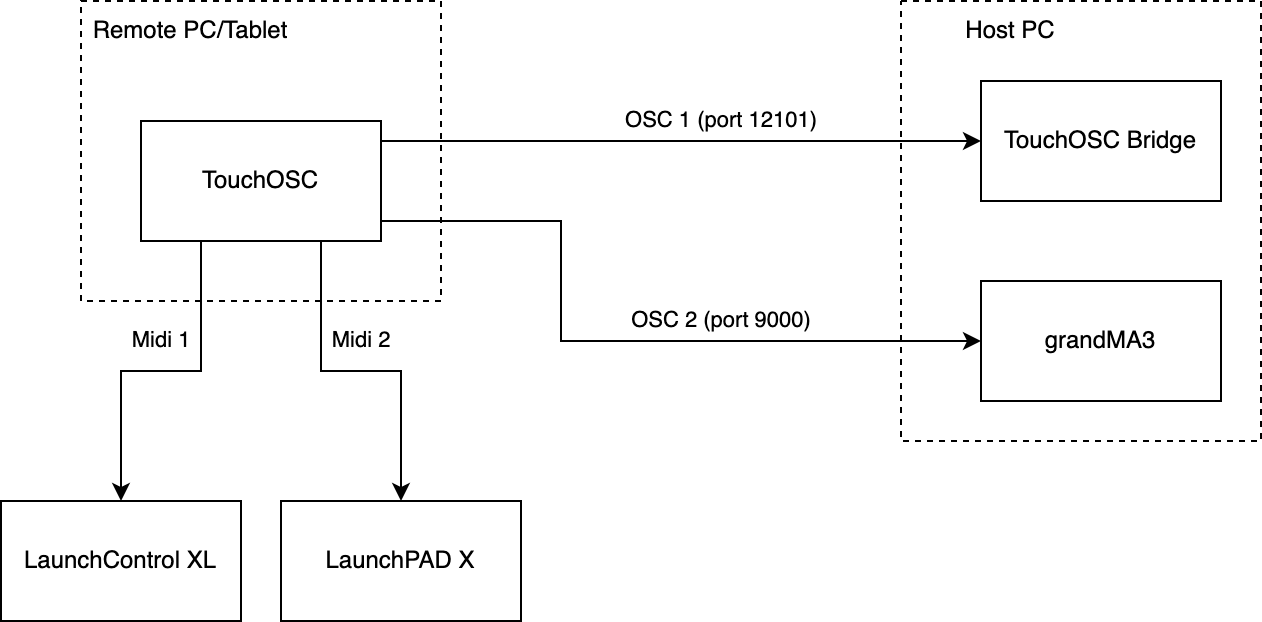 Remote PC/Tablet
Host PC
OSC 1 (port 12101)
TouchOSC Bridge
TouchOSC
OSC 2 (port 9000)
grandMA3
Midi 1
Midi 2
LaunchControl XL
LaunchPAD X